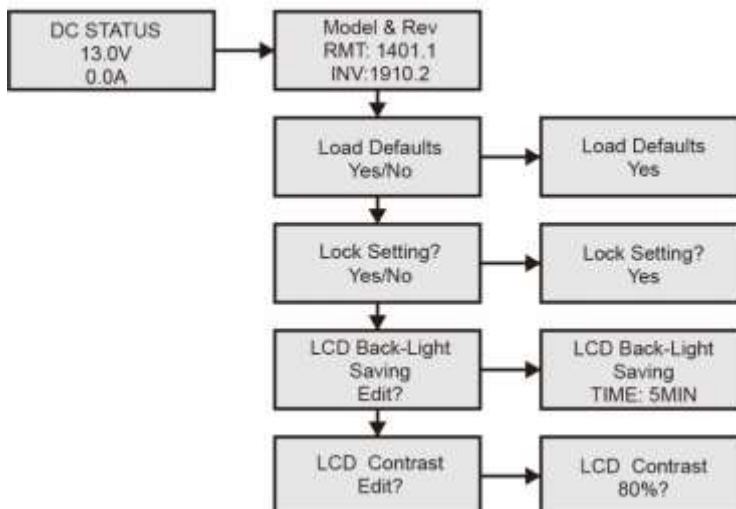 DC STATUS
13.0V
0.0A
Model & Rev
RMT: 1401.1
INV:1910.2
Load Defaults
Yes/No
Load Defaults
Yes
Lock Setting?
Yes/No
Lock Setting?
Yes
LCD Back-Light
Saving
Edit?
LCD Back-Light
Saving
TIME: 5MIN
LCD Contrast
Edit?
LCD Contrast
80%?